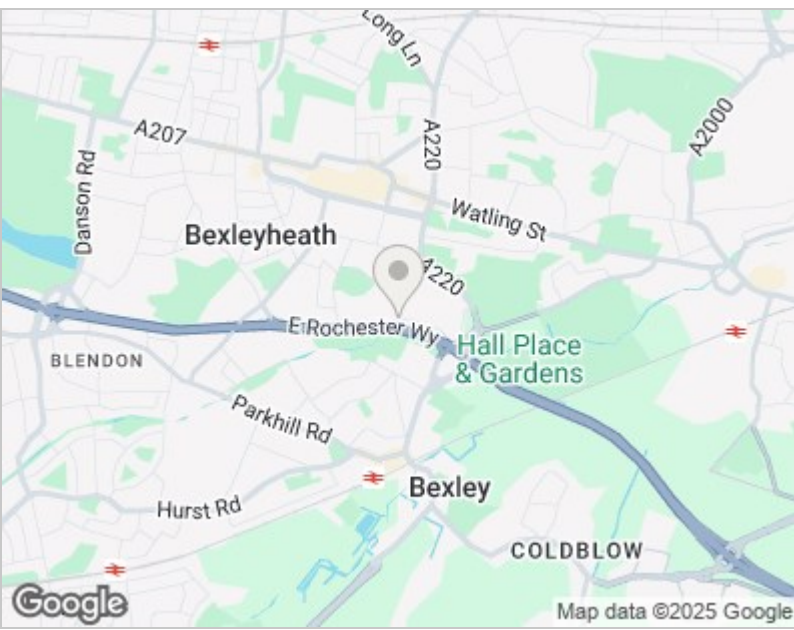 Long Ln
A207
A220
A2000
Danson Rd
Watling St
Bexleyheath
A220
E Rochester Wy
Hall Place
& Gardens
BLENDON
Parkhill Rd
Bexley
Hurst Rd
COLDBLOW
Google
Map data ©2025 Google